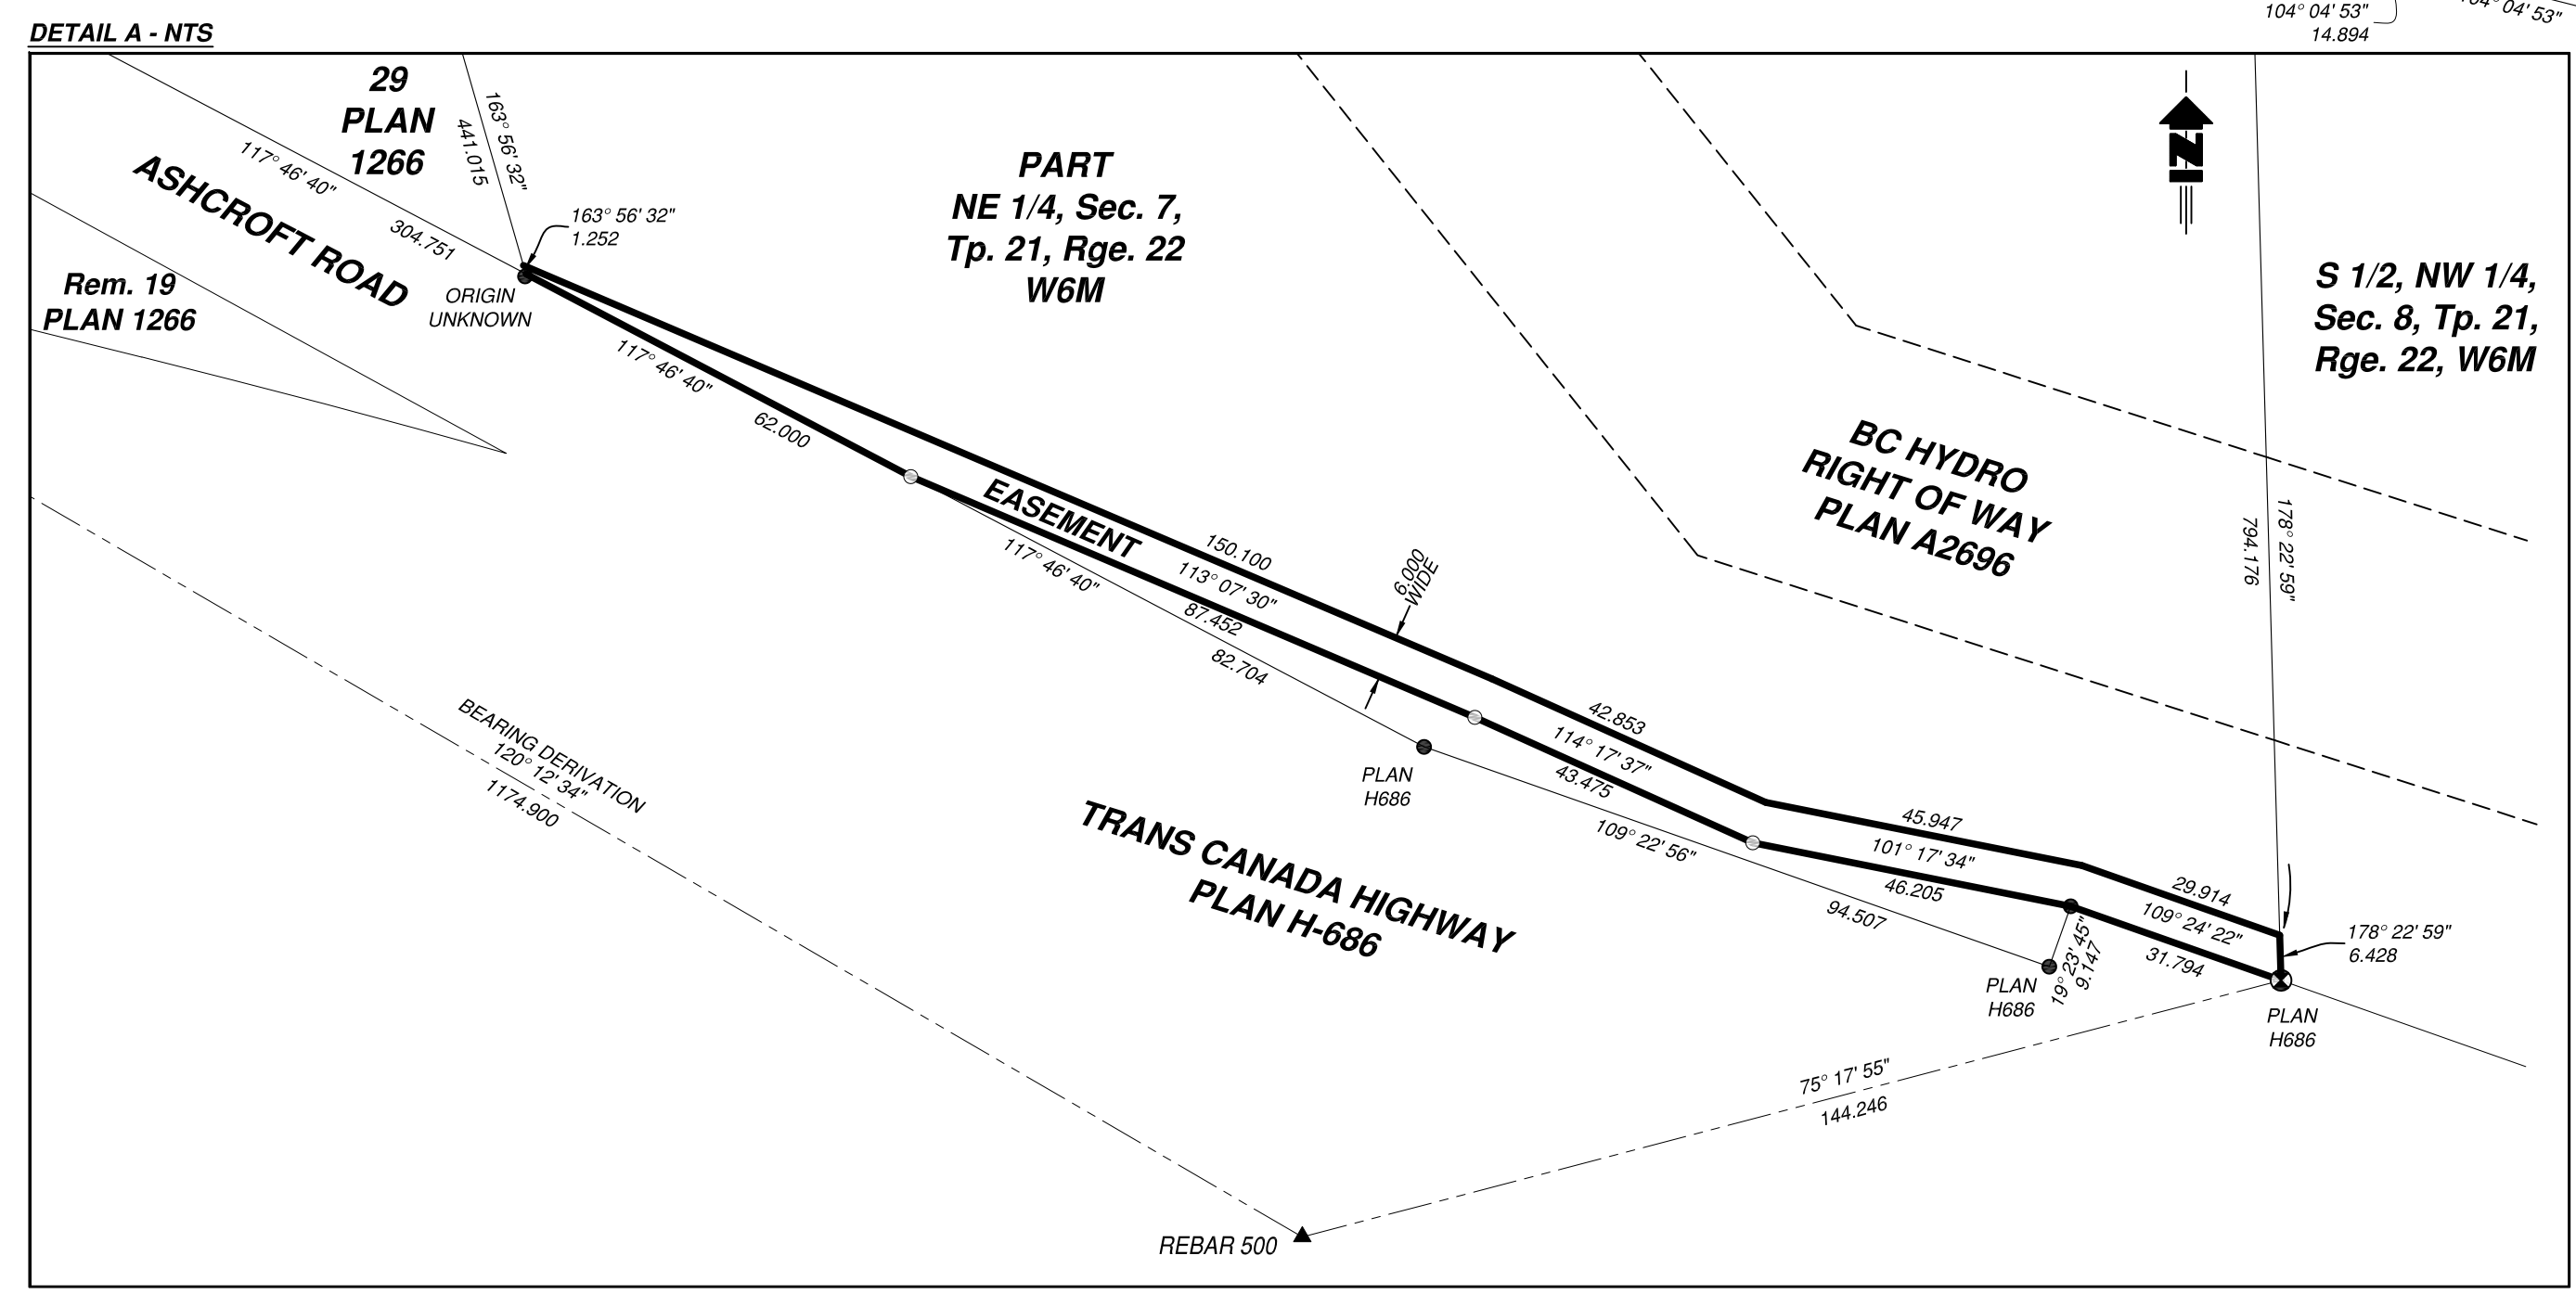 DETAIL A - NTS
104° 04' 53"
14.894
104° 04' 53"
29
PLAN
1266
163° 56' 32"
441.015
117° 46' 40"
304.751
ASHCROFT ROAD
163° 56' 32"
1.252
Rem. 19
PLAN 1266
ORIGIN
UNKNOWN
PART
NE 1/4, Sec. 7,
Tp. 21, Rge. 22
W6M
N
S 1/2, NW 1/4,
Sec. 8, Tp. 21,
Rge. 22, W6M
BC HYDRO
RIGHT OF WAY
PLAN A2696
178° 22' 59"
794.176
117° 46' 40"
62.000
EASEMENT
150.100
113° 07' 30"
87.452
6.000
WIDE
117° 46' 40"
82.704
42.853
114° 17' 37"
43.475
PLAN
H686
45.947
101° 17' 34"
46.205
109° 22' 56"
94.507
29.914
109° 24' 22"
31.794
178° 22' 59"
6.428
19° 23' 45"
9.147
PLAN
H686
PLAN
H686
BEARING DERIVATION
120° 12' 34"
1174.900
TRANS CANADA HIGHWAY
PLAN H-686
75° 17' 55"
144.246
REBAR 500